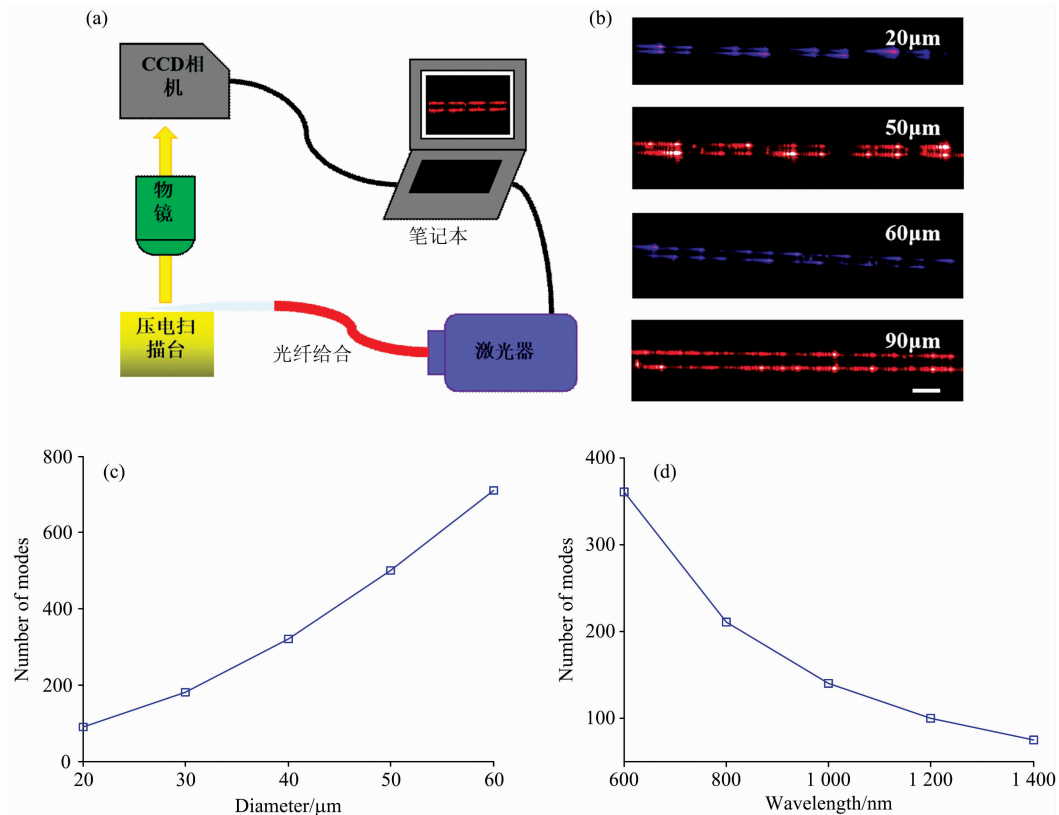 (a)
CCD相
机
物
镜
压电扫
描台
光纤给合
笔记本
激光器
(b)
20μm
50μm
60μm
90μm
(c)
800
600
400
200
0
20
30
40
50
60
Number of modes
Diameter/μm
(d)
400
300
200
100
600
800
1 000
1 200
1 400
Number of modes
Wavelength/nm